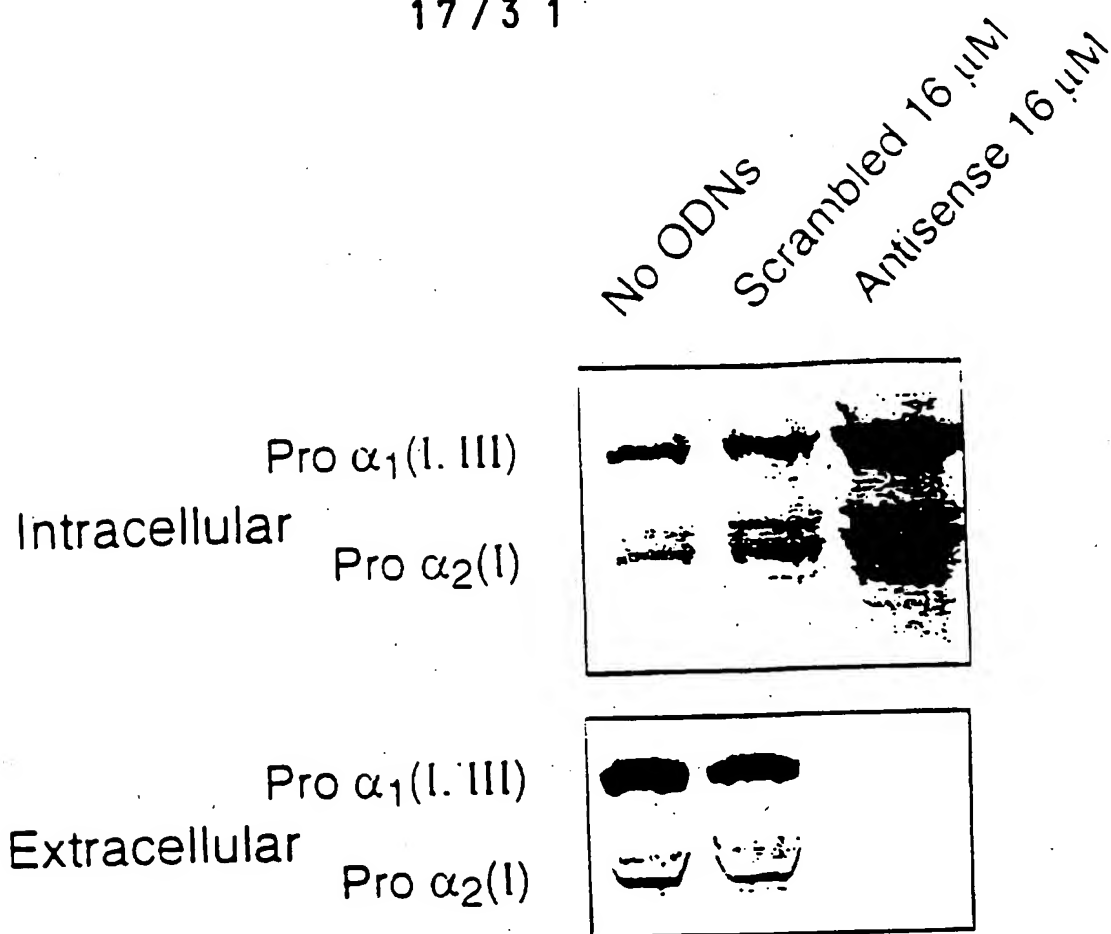 17/31
No ODNs
Scrambled 16 µM
Antisense 16 µM
Pro α₁(I. III)
Intracellular
Pro α₂(I)
Pro α₁(I. III)
Extracellular
Pro α₂(I)